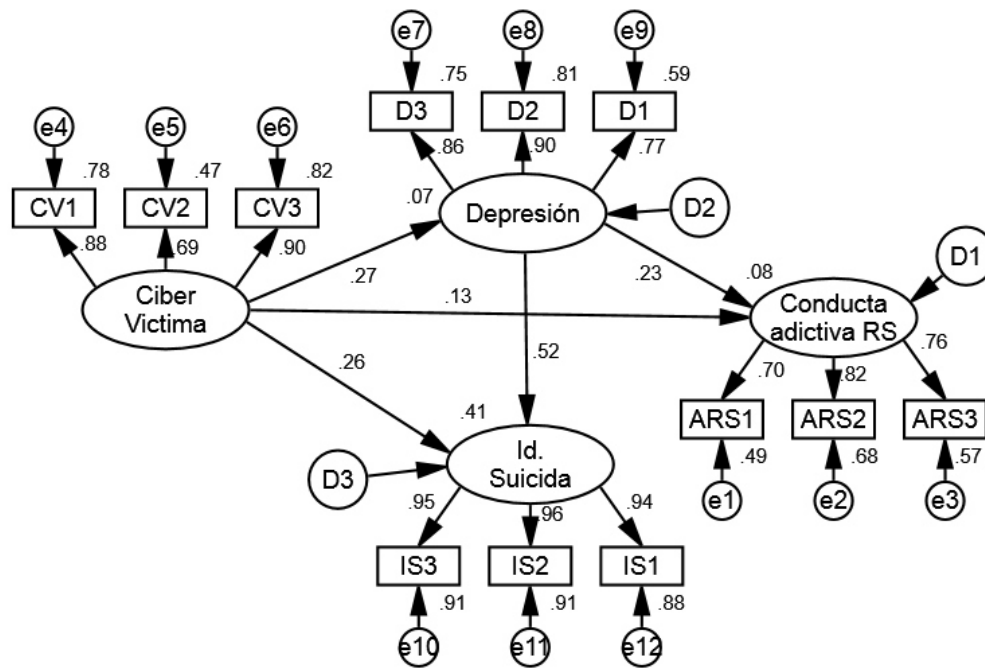 e7
e8
e9
.75
.81
.59
D3
D2
D1
e4
e5
e6
.86
.90
.77
.78
.47
.82
CV1
CV2
CV3
.07
Depresión
D2
.88
.69
.90
D1
.27
.23
.08
Ciber
Victima
.13
Conducta
adictiva RS
.26
.52
.70
.82
.76
.41
ARS1
ARS2
ARS3
Id.
Suicida
D3
.49
.68
.57
e1
e2
e3
.95
.96
.94
IS3
IS2
IS1
.91
.91
.88
e10
e11
e12